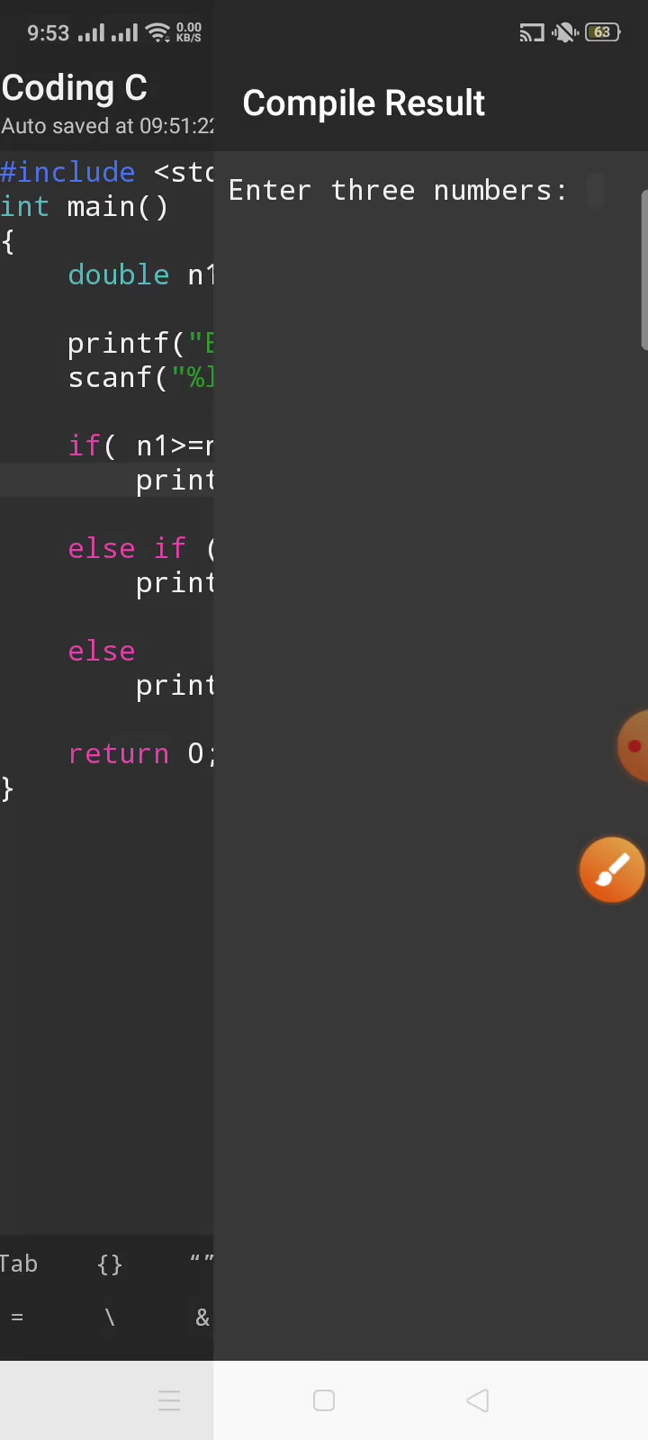 9:53
0.00
KB/S
63
Coding C
Auto saved at 09:51:22
Compile Result
#include <std
int main()
{
double n1
printf("E
scanf("%l
if( n1>=n
print
else if (
print
else
print
return 0;
}
Enter three numbers:
Tab {} “”
= \ &